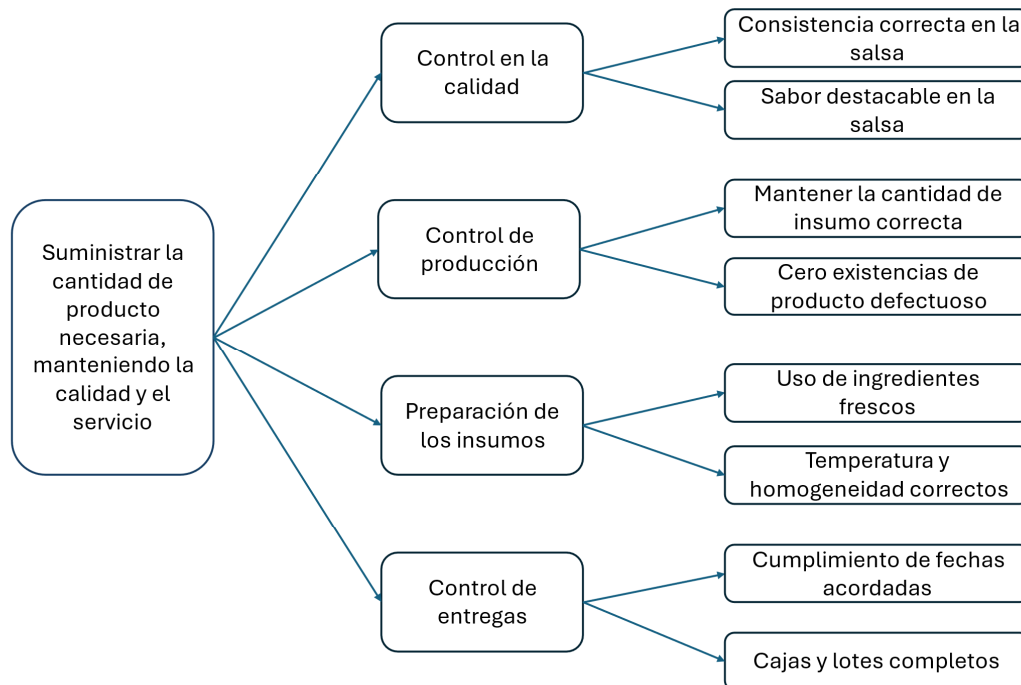 Suministrar la
cantidad de
producto
necesaria,
manteniendo la
calidad y el
servicio
Control en la
calidad
Consistencia correcta en la
salsa
Sabor destacable en la
salsa
Control de
producción
Mantener la cantidad de
insumo correcta
Cero existencias de
producto defectuoso
Preparación de
los insumos
Uso de ingredientes
frescos
Temperatura y
homogeneidad correctos
Control de
entregas
Cumplimiento de fechas
acordadas
Cajas y lotes completos